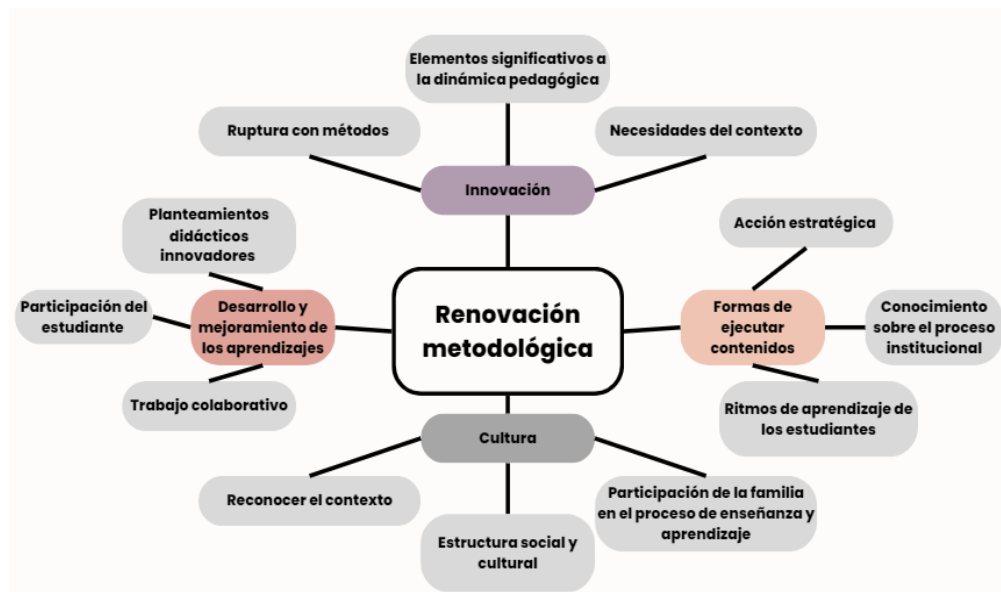 Elementos significativos a
la dinámica pedagógica
Ruptura con métodos
Necesidades del contexto
Innovación
Planteamientos
didácticos
innovadores
Acción estratégica
Participación del
estudiante
Desarrollo y
mejoramiento de
los aprendizajes
Renovación
metodológica
Formas de
ejecutar
contenidos
Conocimiento
sobre el proceso
institucional
Trabajo colaborativo
Ritmos de aprendizaje de
los estudiantes
Cultura
Reconocer el contexto
Estructura social y
cultural
Participación de la familia
en el proceso de enseñanza y
aprendizaje